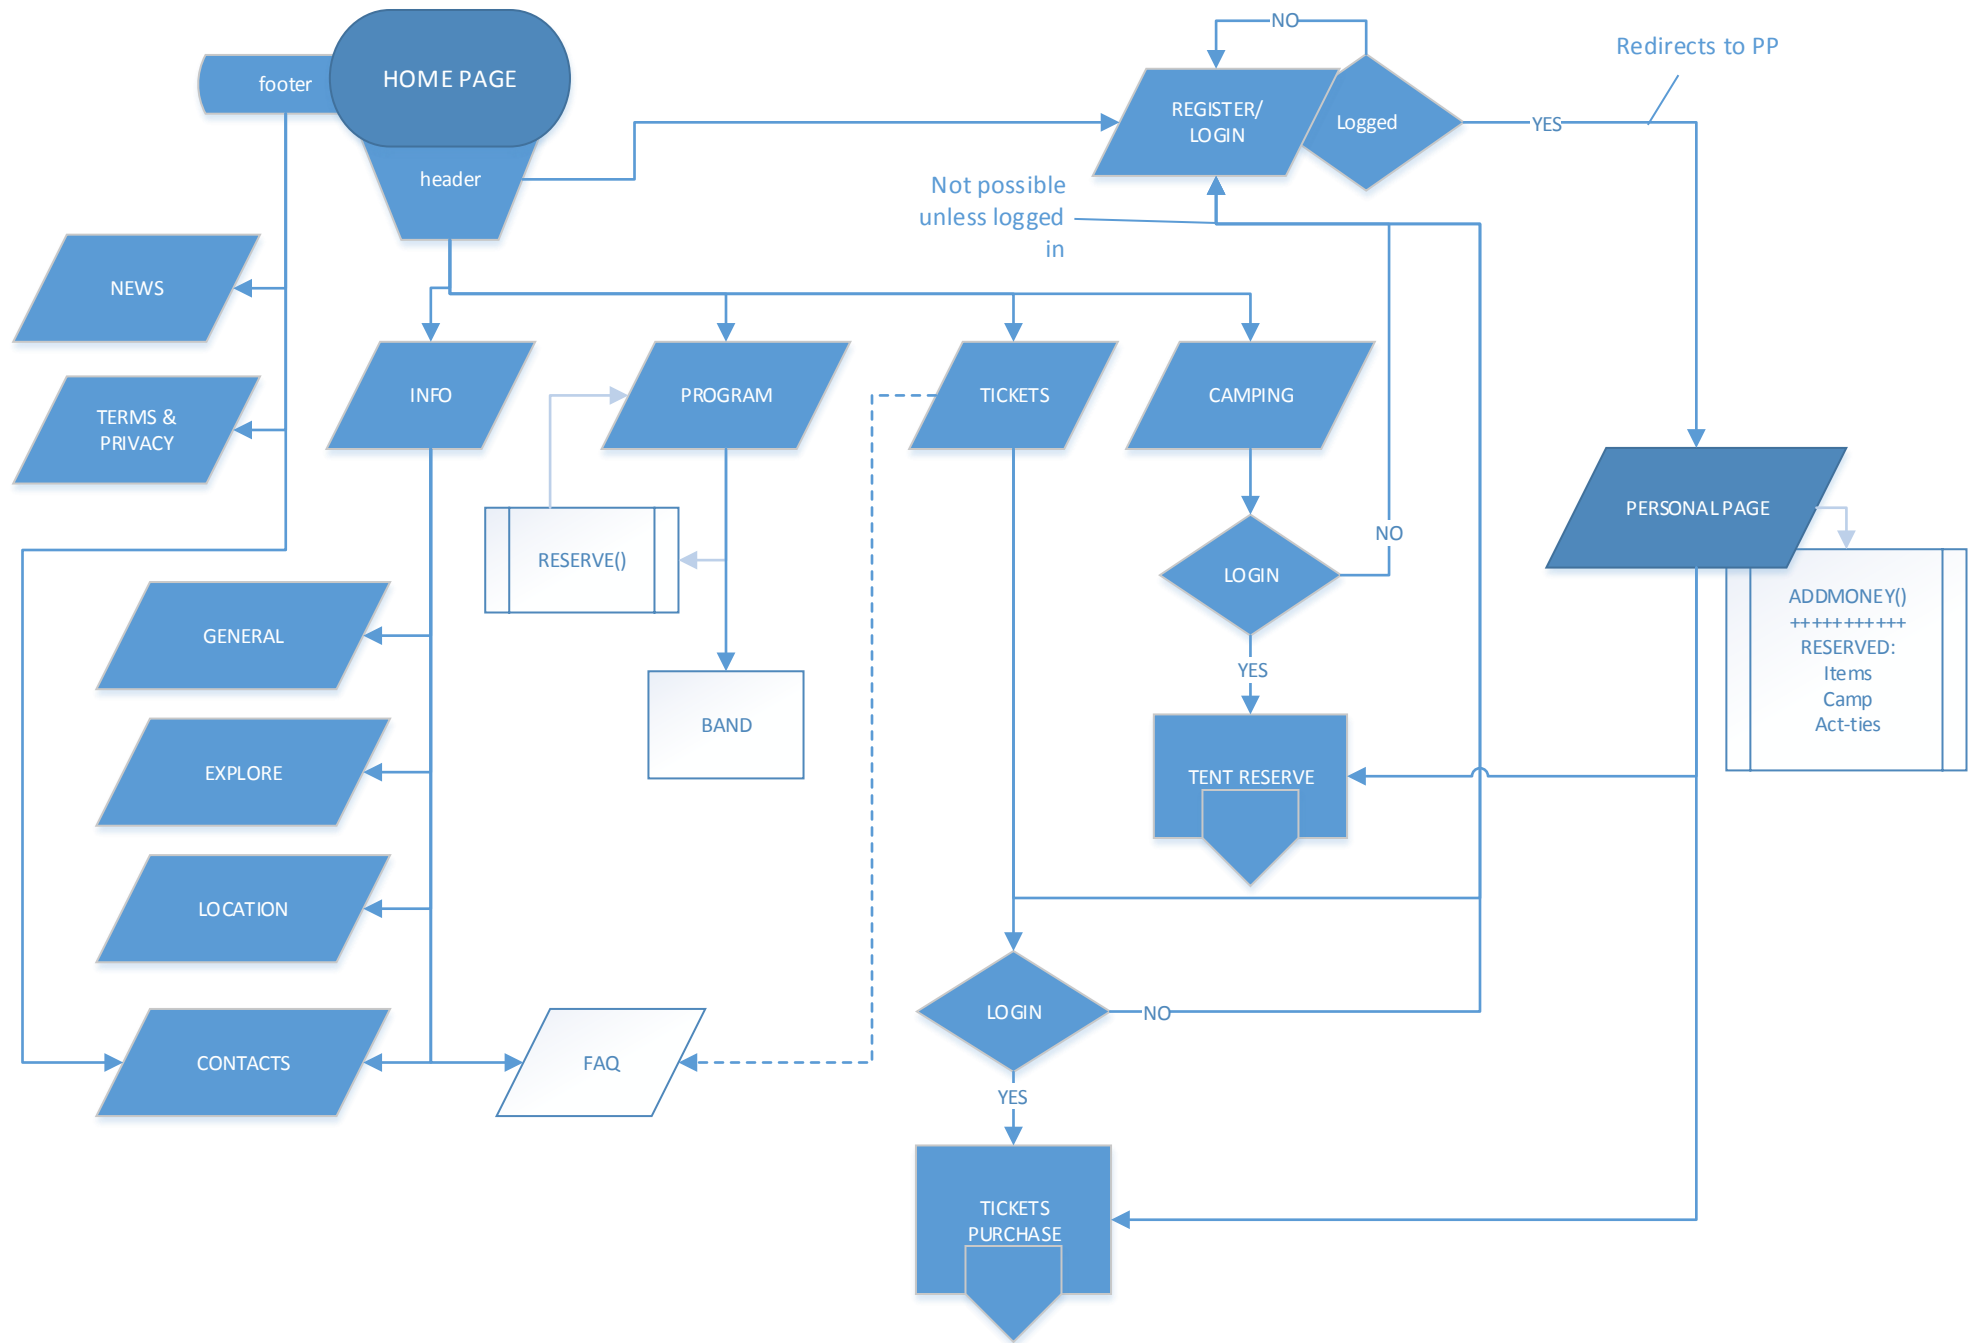 HOME PAGE
footer
header
NO
Redirects to PP
REGISTER/
LOGIN
Logged
YES
Not possible
unless logged
in
NEWS
TERMS &
PRIVACY
INFO
PROGRAM
TICKETS
CAMPING
PERSONAL PAGE
NO
RESERVE()
LOGIN
ADDMONEY()
+++++++++++
RESERVED:
Items
Camp
Act-ties
GENERAL
YES
BAND
EXPLORE
TENT RESERVE
LOCATION
LOGIN
NO
CONTACTS
FAQ
YES
TICKETS
PURCHASE